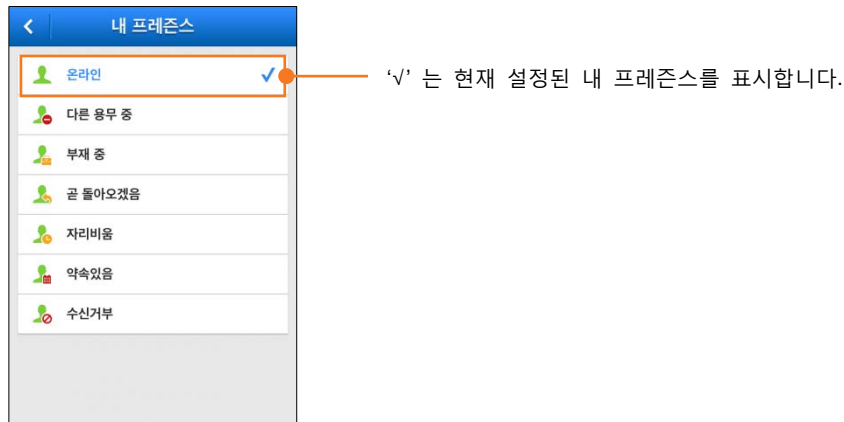 내 프레즌스
온라인
‘√’ 는 현재 설정된 내 프레즌스를 표시합니다.
다른 용무 중
부재 중
곧 돌아오겠음
자리비움
약속있음
수신거부